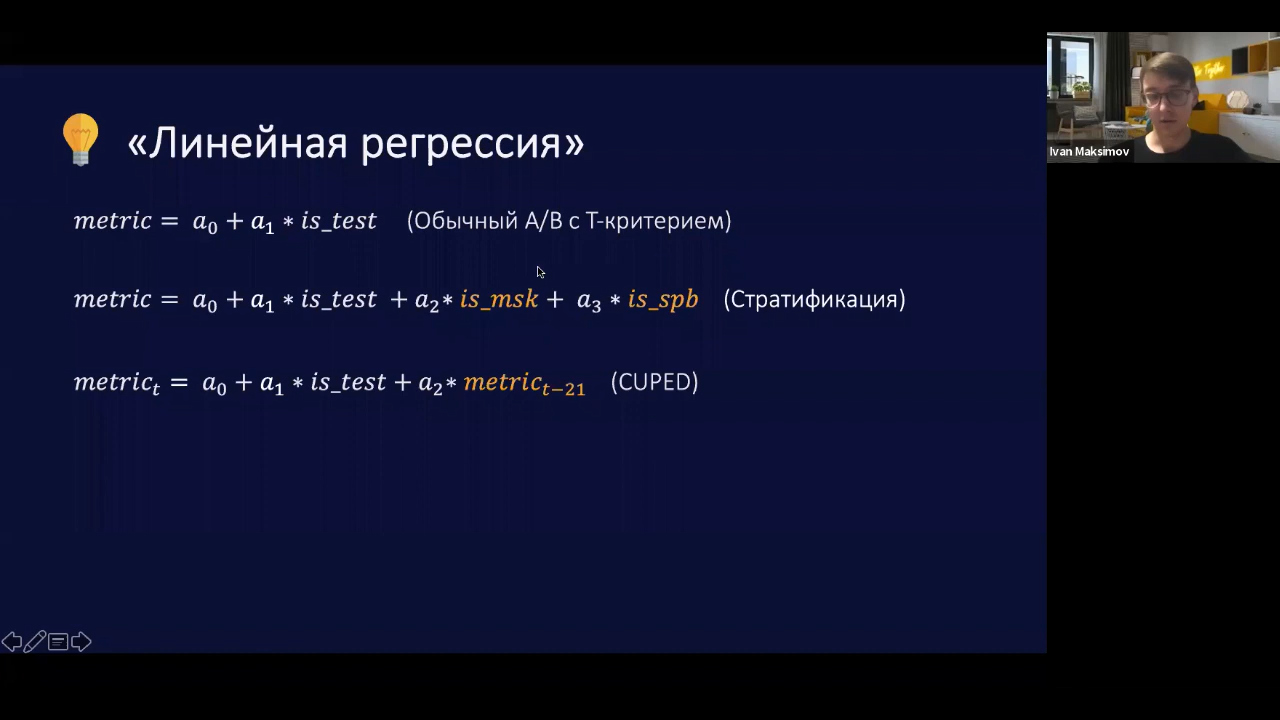 «Линейная регрессия»
metric = a₀ + a₁ * is_test (Обычный A/B с T-критерием)
metric = a₀ + a₁ * is_test + a₂* is_msk + a₃ * is_spb (Стратификация)
metricₜ = a₀ + a₁ * is_test + a₂* metricₜ₋₂₁ (CUPED)
Ivan Maksimov